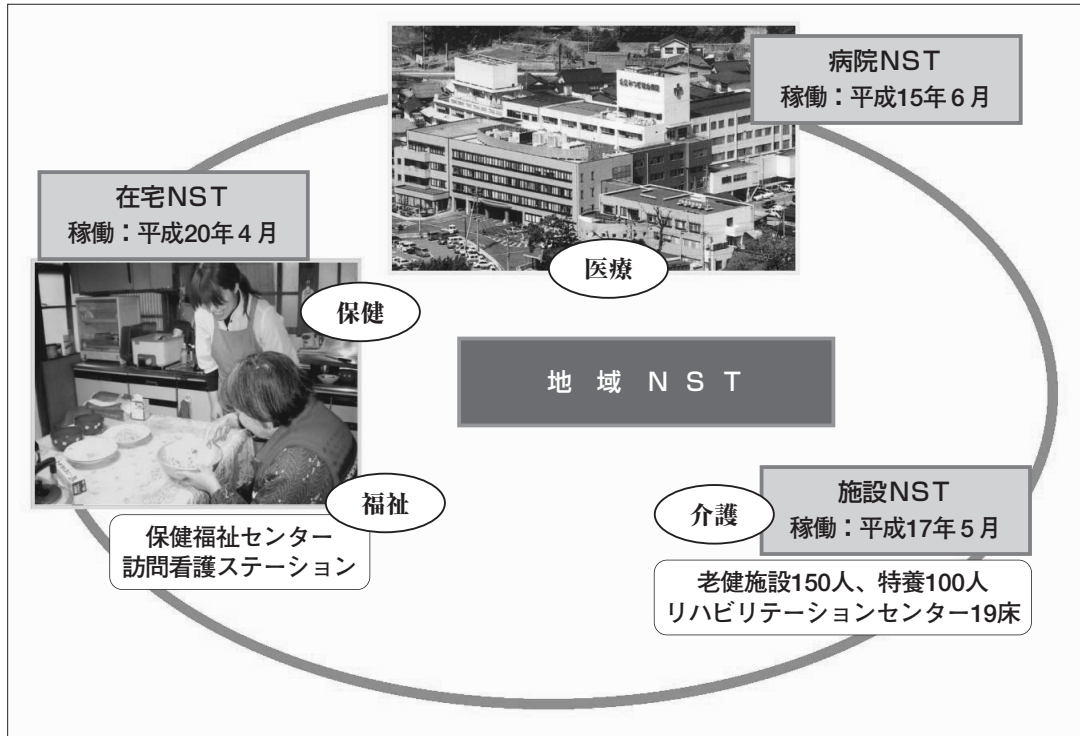 病院NST
稼働：平成15年6月
医療
在宅NST
稼働：平成20年4月
保健
福祉
保健福祉センター
訪問看護ステーション
地域NST
施設NST
稼働：平成17年5月
介護
老健施設150人、特養100人
リハビリテーションセンター19床